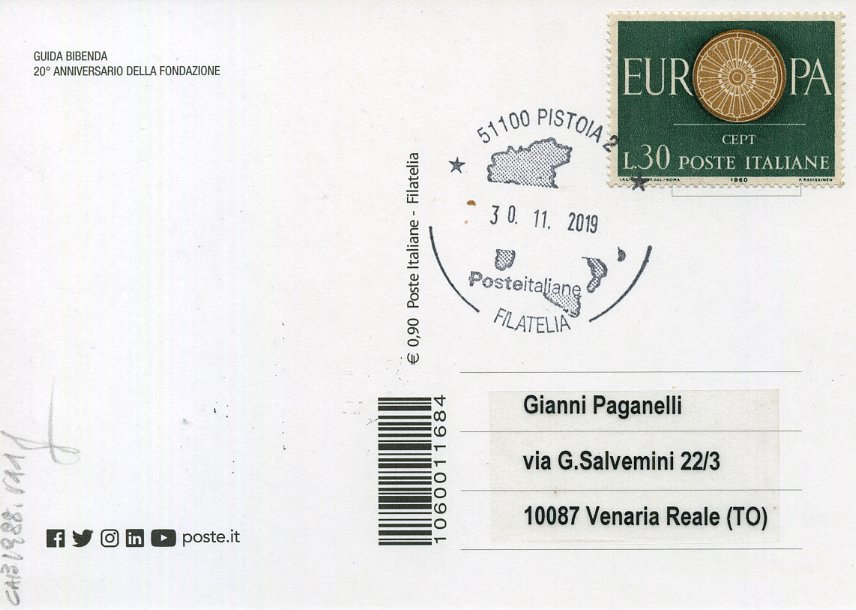 GUIDA BIBENDA
20° ANNIVERSARIO DELLA FONDAZIONE
EUROPA
CEPT
L.30 POSTE ITALIANE
1960
51100 PISTOIA 2
30. 11. 2019
Posteitaliane
FILATELIA
€ 0,90 Poste Italiane - Filatelia
1060011684
Gianni Paganelli
via G.Salvemini 22/3
10087 Venaria Reale (TO)
poste.it